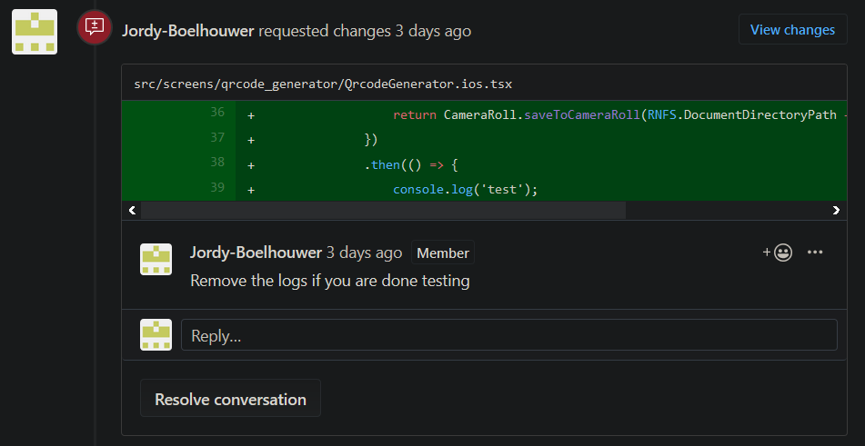 Jordy-Boelhouwer requested changes 3 days ago
View changes
src/screens/qrcode_generator/QrcodeGenerator.ios.tsx
36 + return CameraRoll.saveToCameraRoll(RNFS.DocumentDirectoryPath
37 + })
38 + .then(() => {
39 + console.log('test');
Jordy-Boelhouwer 3 days ago Member
Remove the logs if you are done testing
Reply...
Resolve conversation